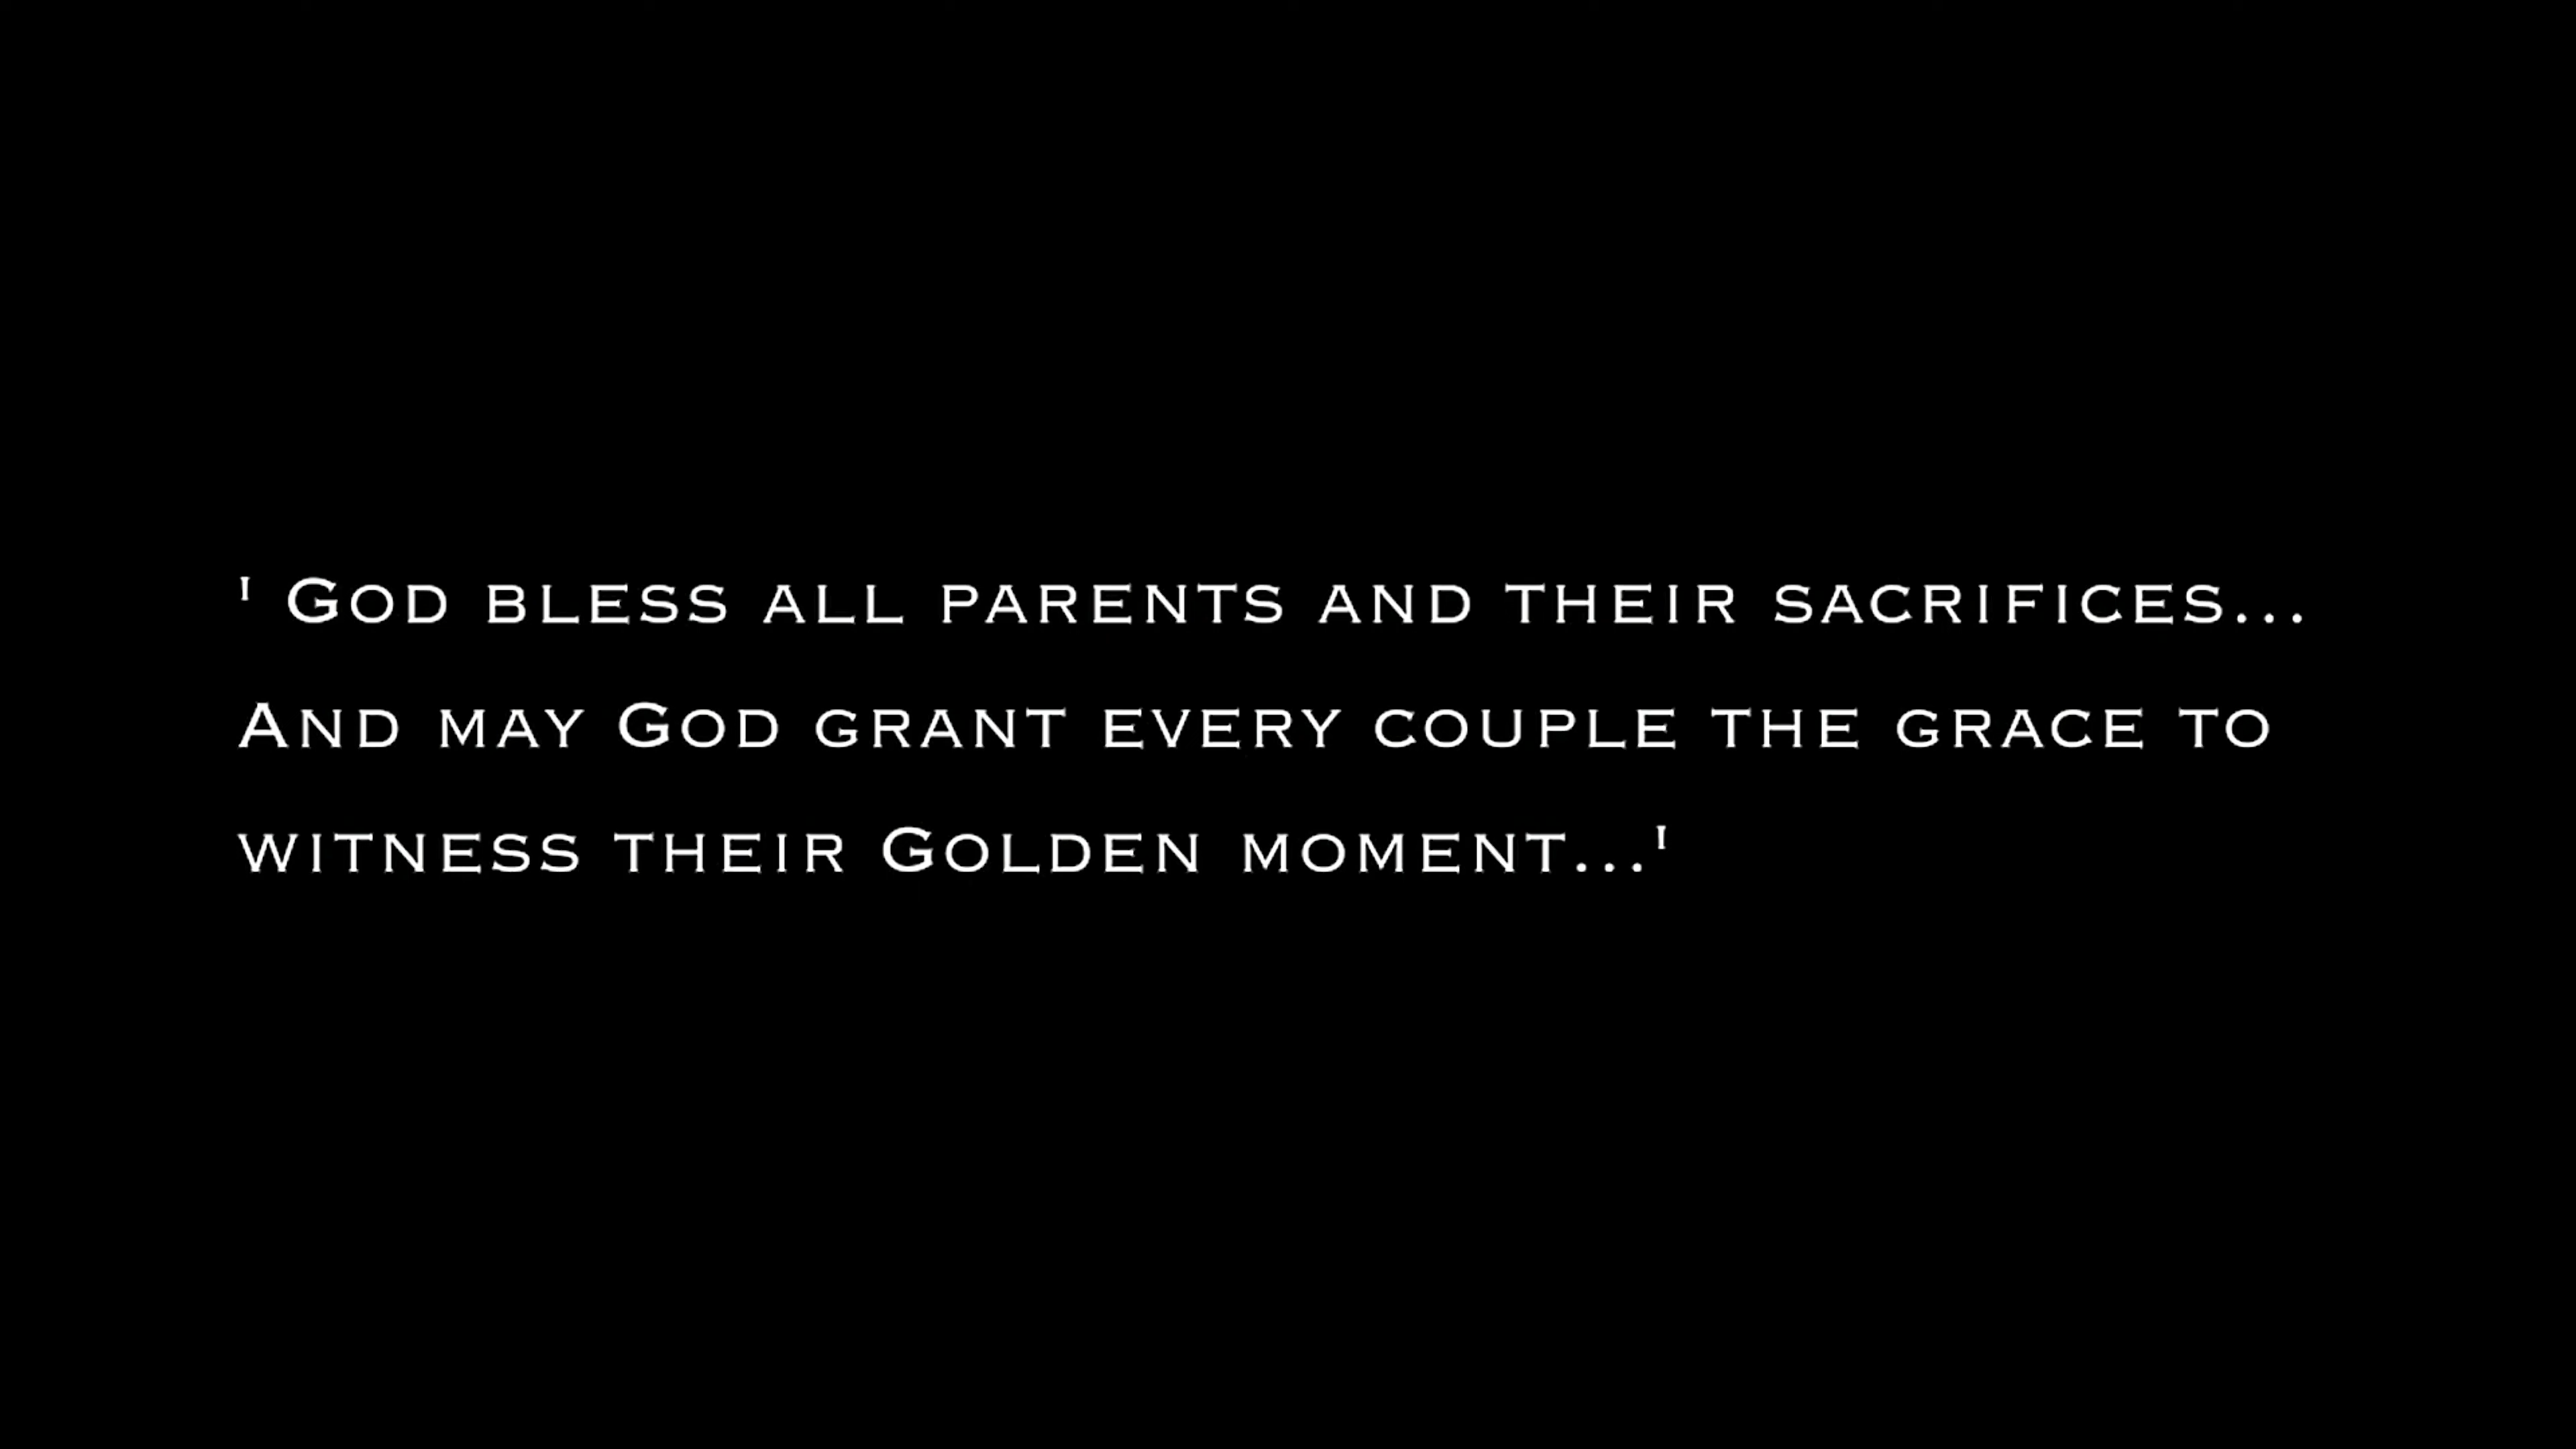 ' God bless all parents and their sacrifices...
And may God grant every couple the grace to
witness their Golden moment...'